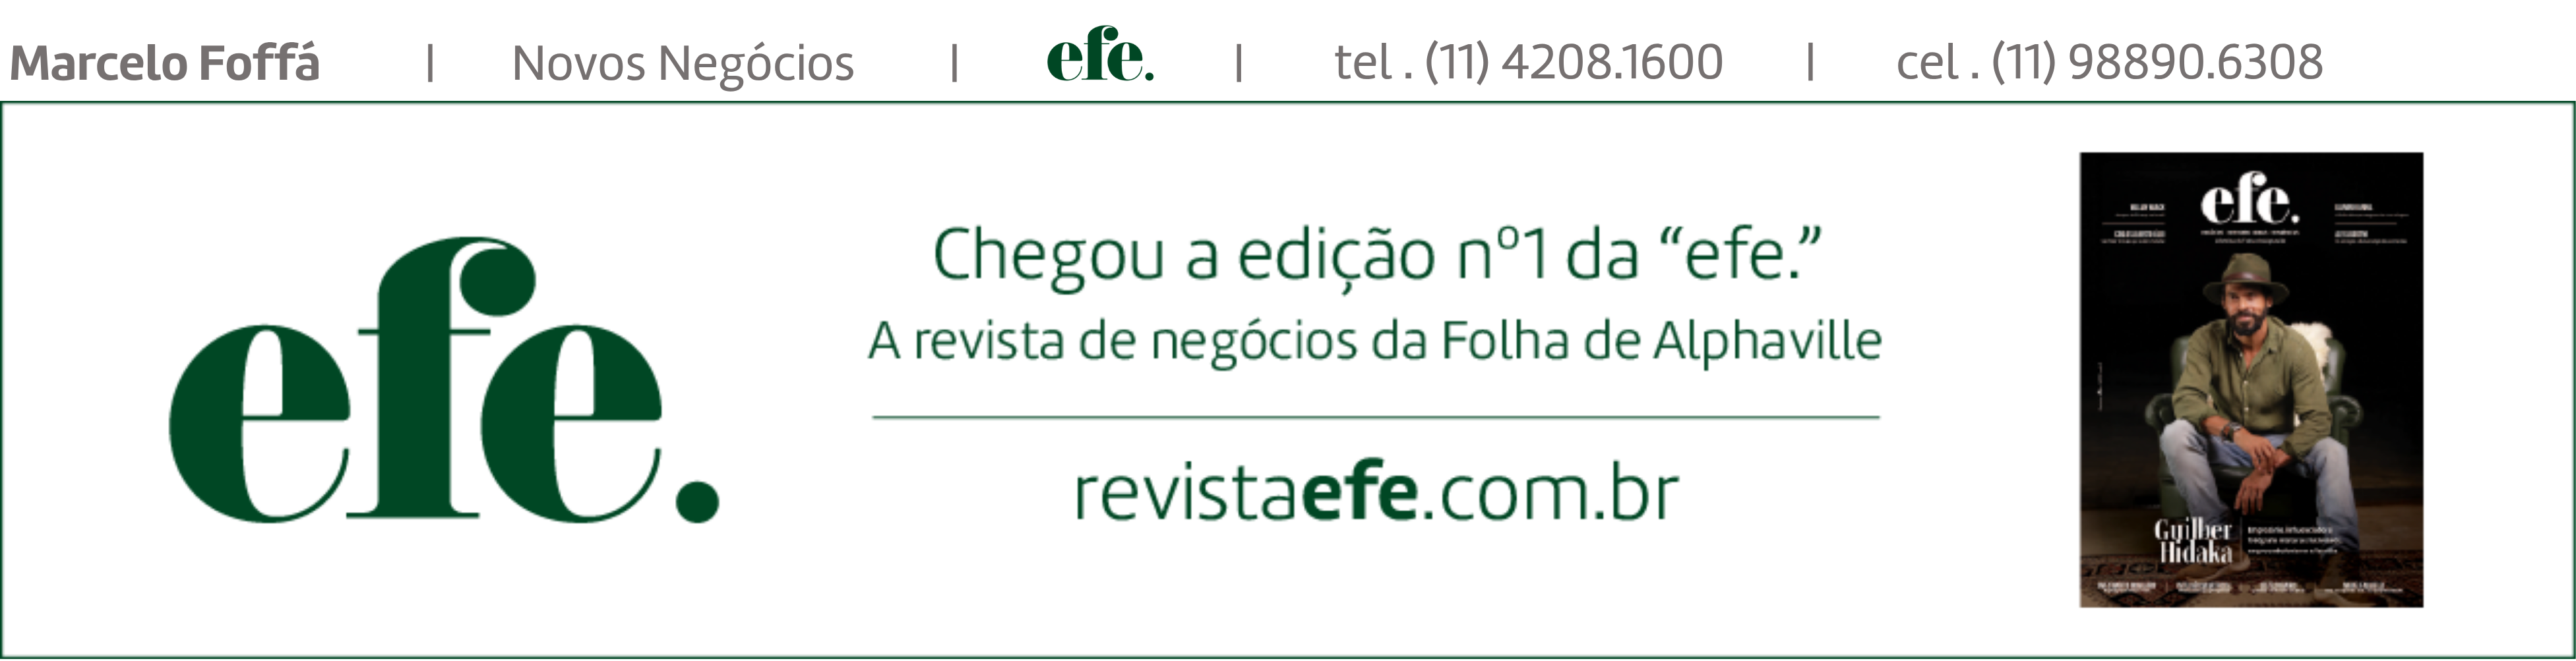 Marcelo Foffá | Novos Negócios | efe. | tel . (11) 4208.1600 | cel . (11) 98890.6308
efe.
Chegou a edição nº1 da “efe.”
A revista de negócios da Folha de Alphaville
revistaefe.com.br
efe.
Guilber
Hidaka